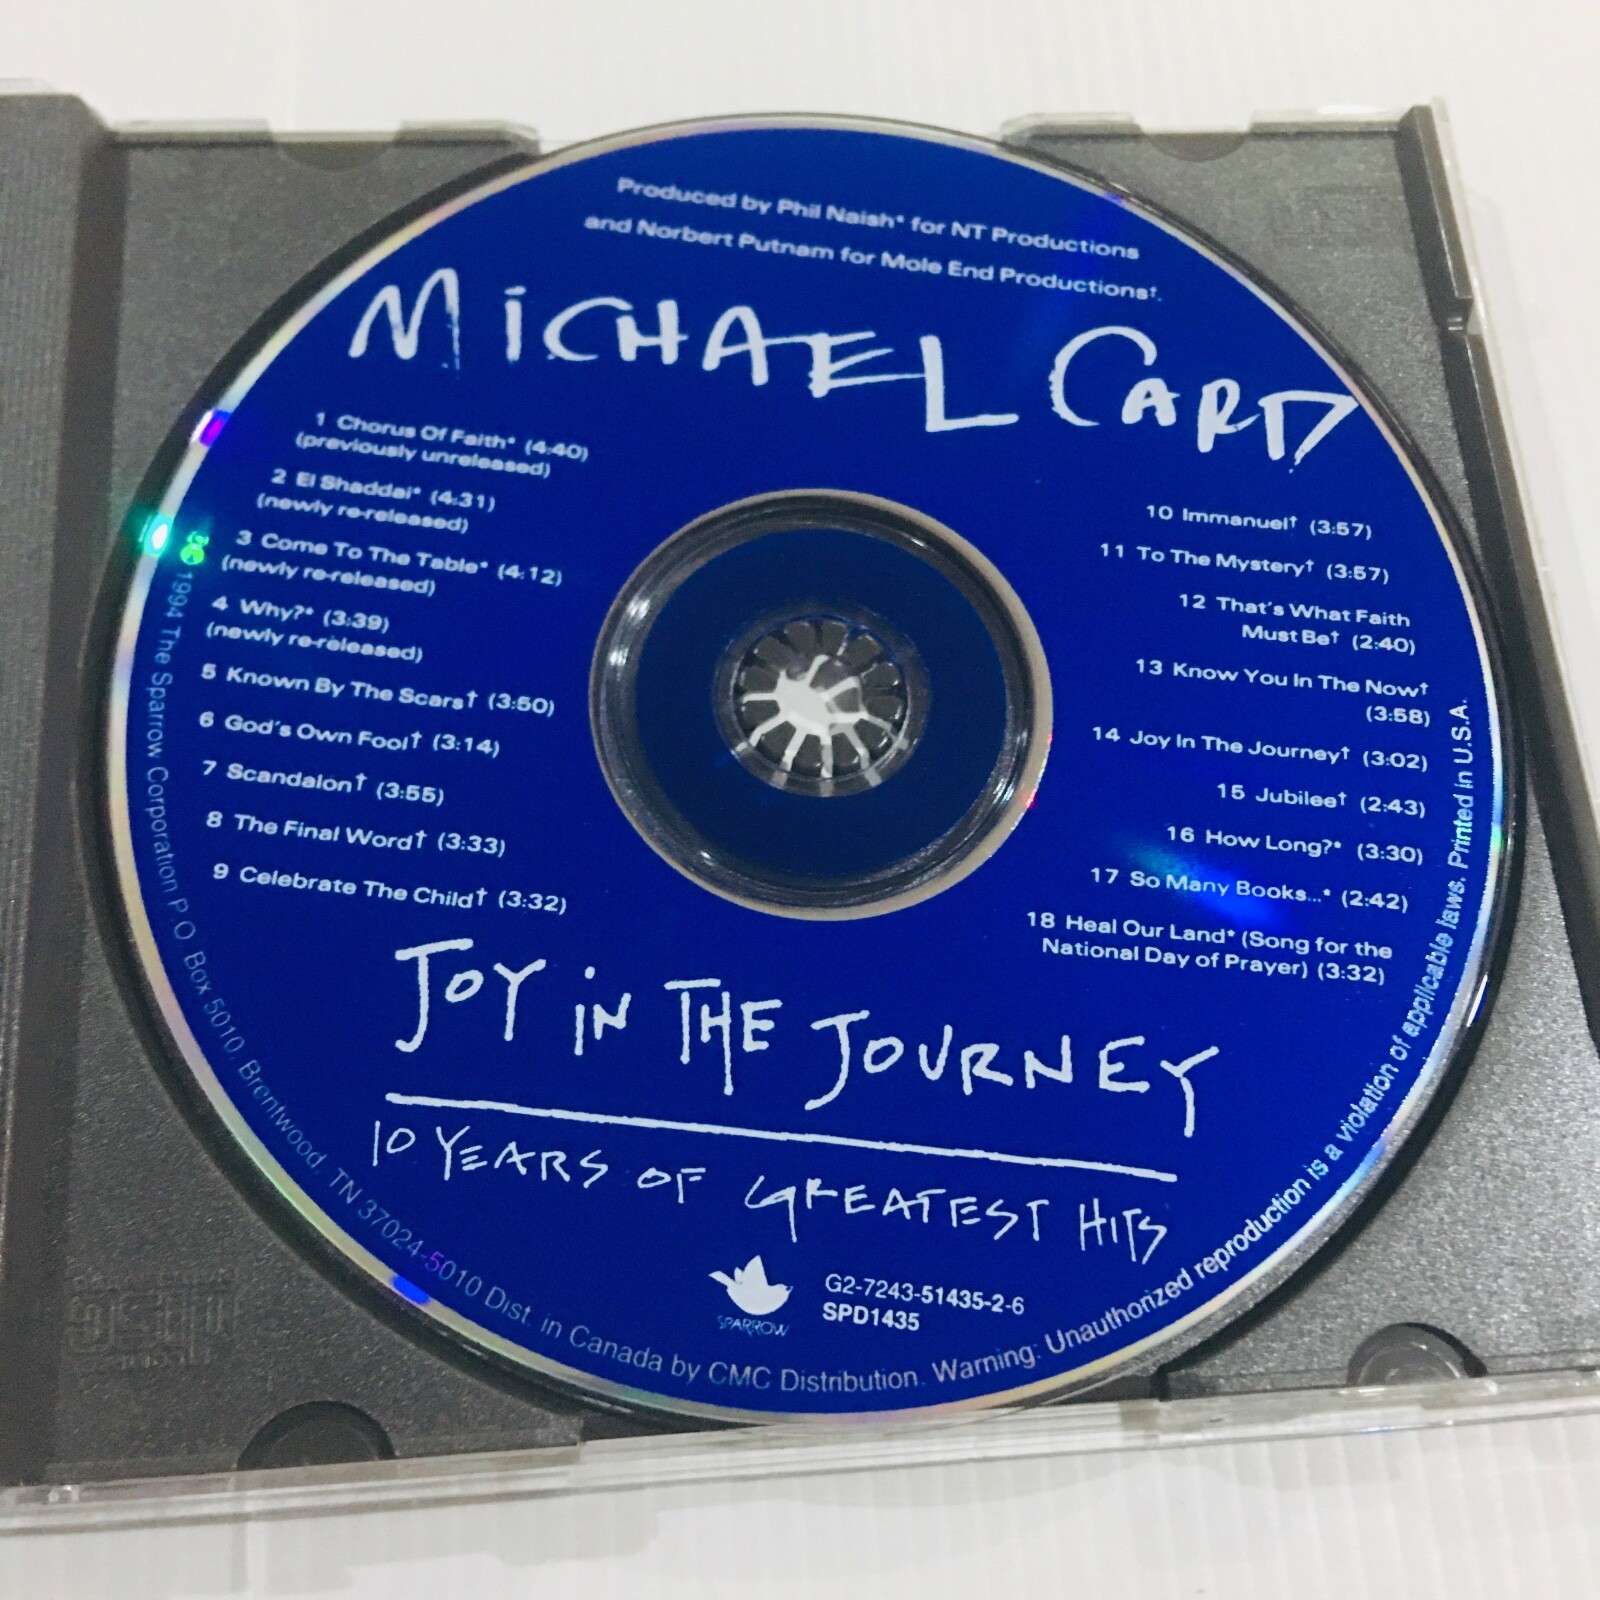 Produced by Phil Naish* for NT Productions
and Norbert Putnam for Mole End Productions†.
MiCHAEL CARD
1 Chorus Of Faith* (4:40)
(previously unreleased)
2 El Shaddai* (4:31)
(newly re-released)
3 Come To The Table* (4:12)
(newly re-released)
4 Why?* (3:39)
(newly re-released)
5 Known By The Scars† (3:50)
6 God's Own Fool† (3:14)
7 Scandalon† (3:55)
8 The Final Word† (3:33)
9 Celebrate The Child† (3:32)
10 Immanuel† (3:57)
11 To The Mystery† (3:57)
12 That's What Faith
Must Be† (2:40)
13 Know You In The Now†
(3:58)
14 Joy In The Journey† (3:02)
15 Jubilee† (2:43)
16 How Long?* (3:30)
17 So Many Books...* (2:42)
18 Heal Our Land* (Song for the
National Day of Prayer) (3:32)
JOY iN THE JOURNEY
10 YEARS OF GREATEST HITS
SPARROW
G2-7243-51435-2-6
SPD1435
1994 The Sparrow Corporation P.O. Box 5010, Brentwood, TN 37024-5010 Dist. in Canada by CMC Distribution. Warning: Unauthorized reproduction is a violation of applicable laws. Printed in U.S.A.